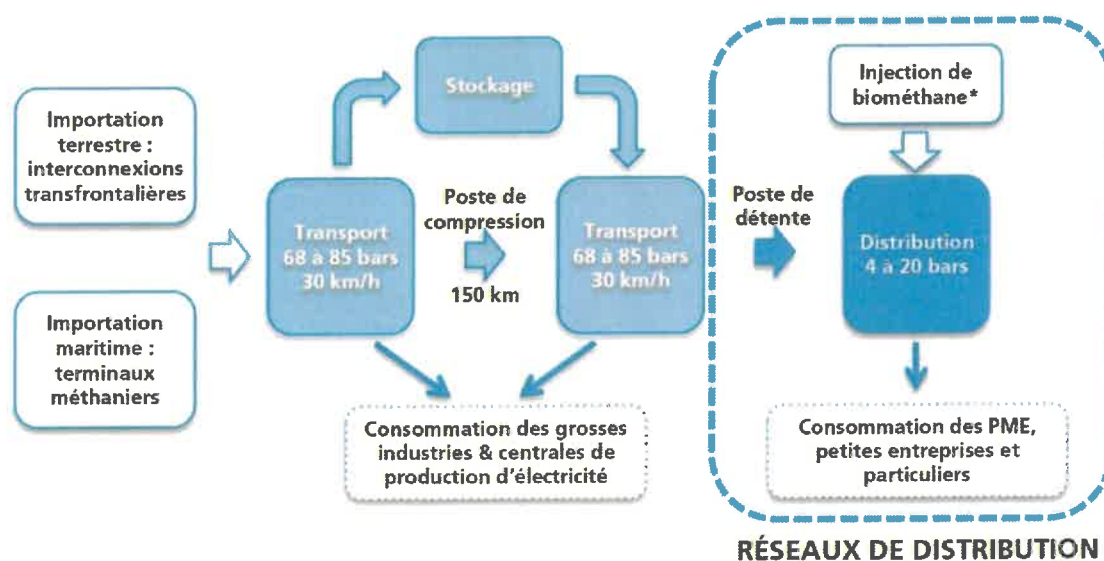 Importation
terrestre :
interconnexions
transfrontalières
Importation
maritime :
terminaux
méthaniers
Stockage
Transport
68 à 85 bars
30 km/h
Poste de
compression
150 km
Transport
68 à 85 bars
30 km/h
Consommation des grosses
industries & centrales de
production d'électricité
Poste de
détente
Injection de
biométhane*
Distribution
4 à 20 bars
Consommation des PME,
petites entreprises et
particuliers
RÉSEAUX DE DISTRIBUTION